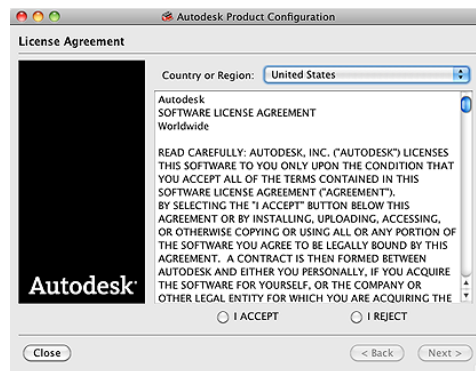 Autodesk Product Configuration
License Agreement
Country or Region: United States
Autodesk
SOFTWARE LICENSE AGREEMENT
Worldwide
READ CAREFULLY: AUTODESK, INC. ("AUTODESK") LICENSES
THIS SOFTWARE TO YOU ONLY UPON THE CONDITION THAT
YOU ACCEPT ALL OF THE TERMS CONTAINED IN THIS
SOFTWARE LICENSE AGREEMENT ("AGREEMENT").
BY SELECTING THE "I ACCEPT" BUTTON BELOW THIS
AGREEMENT OR BY INSTALLING, UPLOADING, ACCESSING,
OR OTHERWISE COPYING OR USING ALL OR ANY PORTION OF
THE SOFTWARE YOU AGREE TO BE LEGALLY BOUND BY THIS
AGREEMENT. A CONTRACT IS THEN FORMED BETWEEN
AUTODESK AND EITHER YOU PERSONALLY, IF YOU ACQUIRE
THE SOFTWARE FOR YOURSELF, OR THE COMPANY OR
OTHER LEGAL ENTITY FOR WHICH YOU ARE ACQUIRING THE
Autodesk
I ACCEPT
I REJECT
Close
< Back
Next >